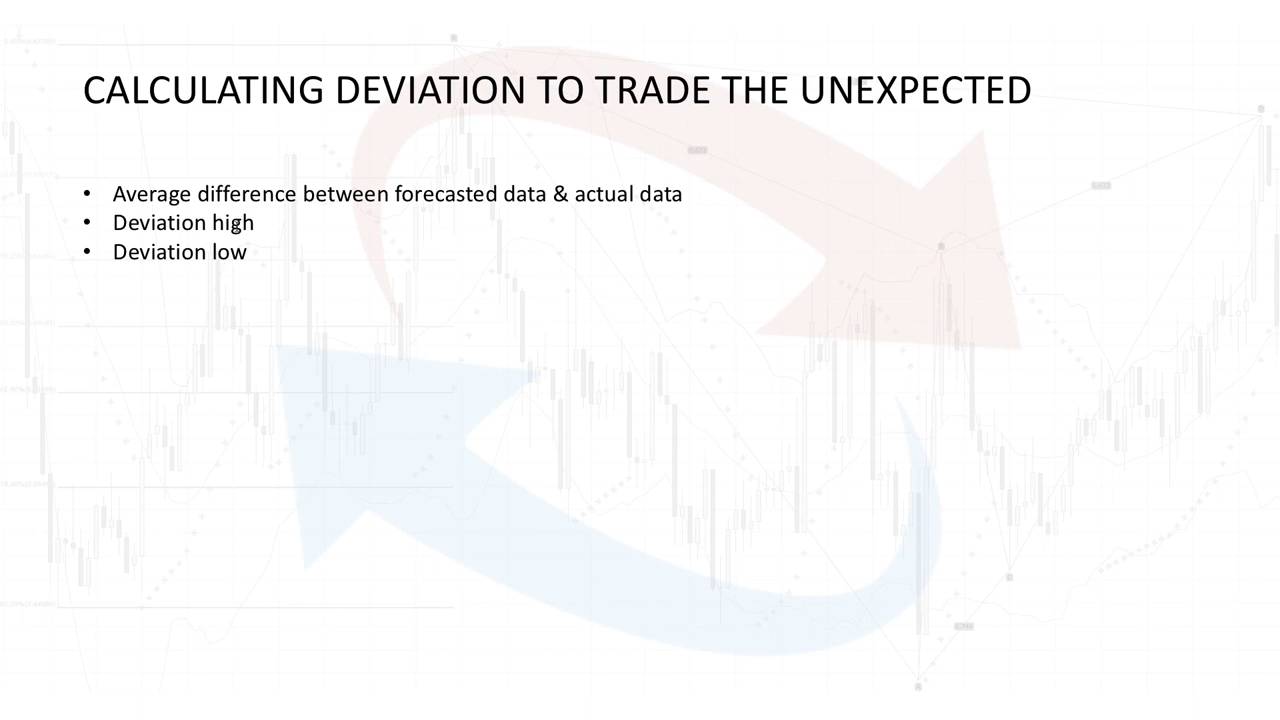 CALCULATING DEVIATION TO TRADE THE UNEXPECTED
• Average difference between forecasted data & actual data
• Deviation high
• Deviation low